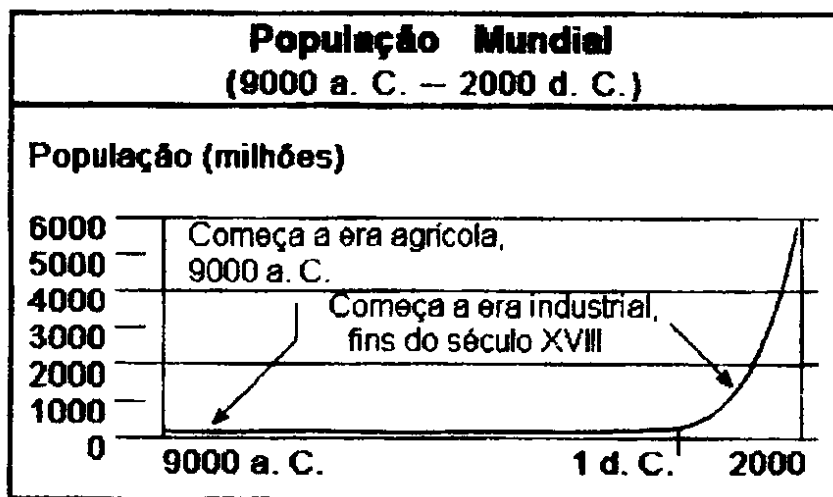 População Mundial
(9000 a. C. — 2000 d. C.)
População (milhões)
6000
5000
4000
3000
2000
1000
0
Começa a era agrícola,
9000 a. C.
Começa a era industrial,
fins do século XVIII
9000 a. C.
1 d. C.
2000